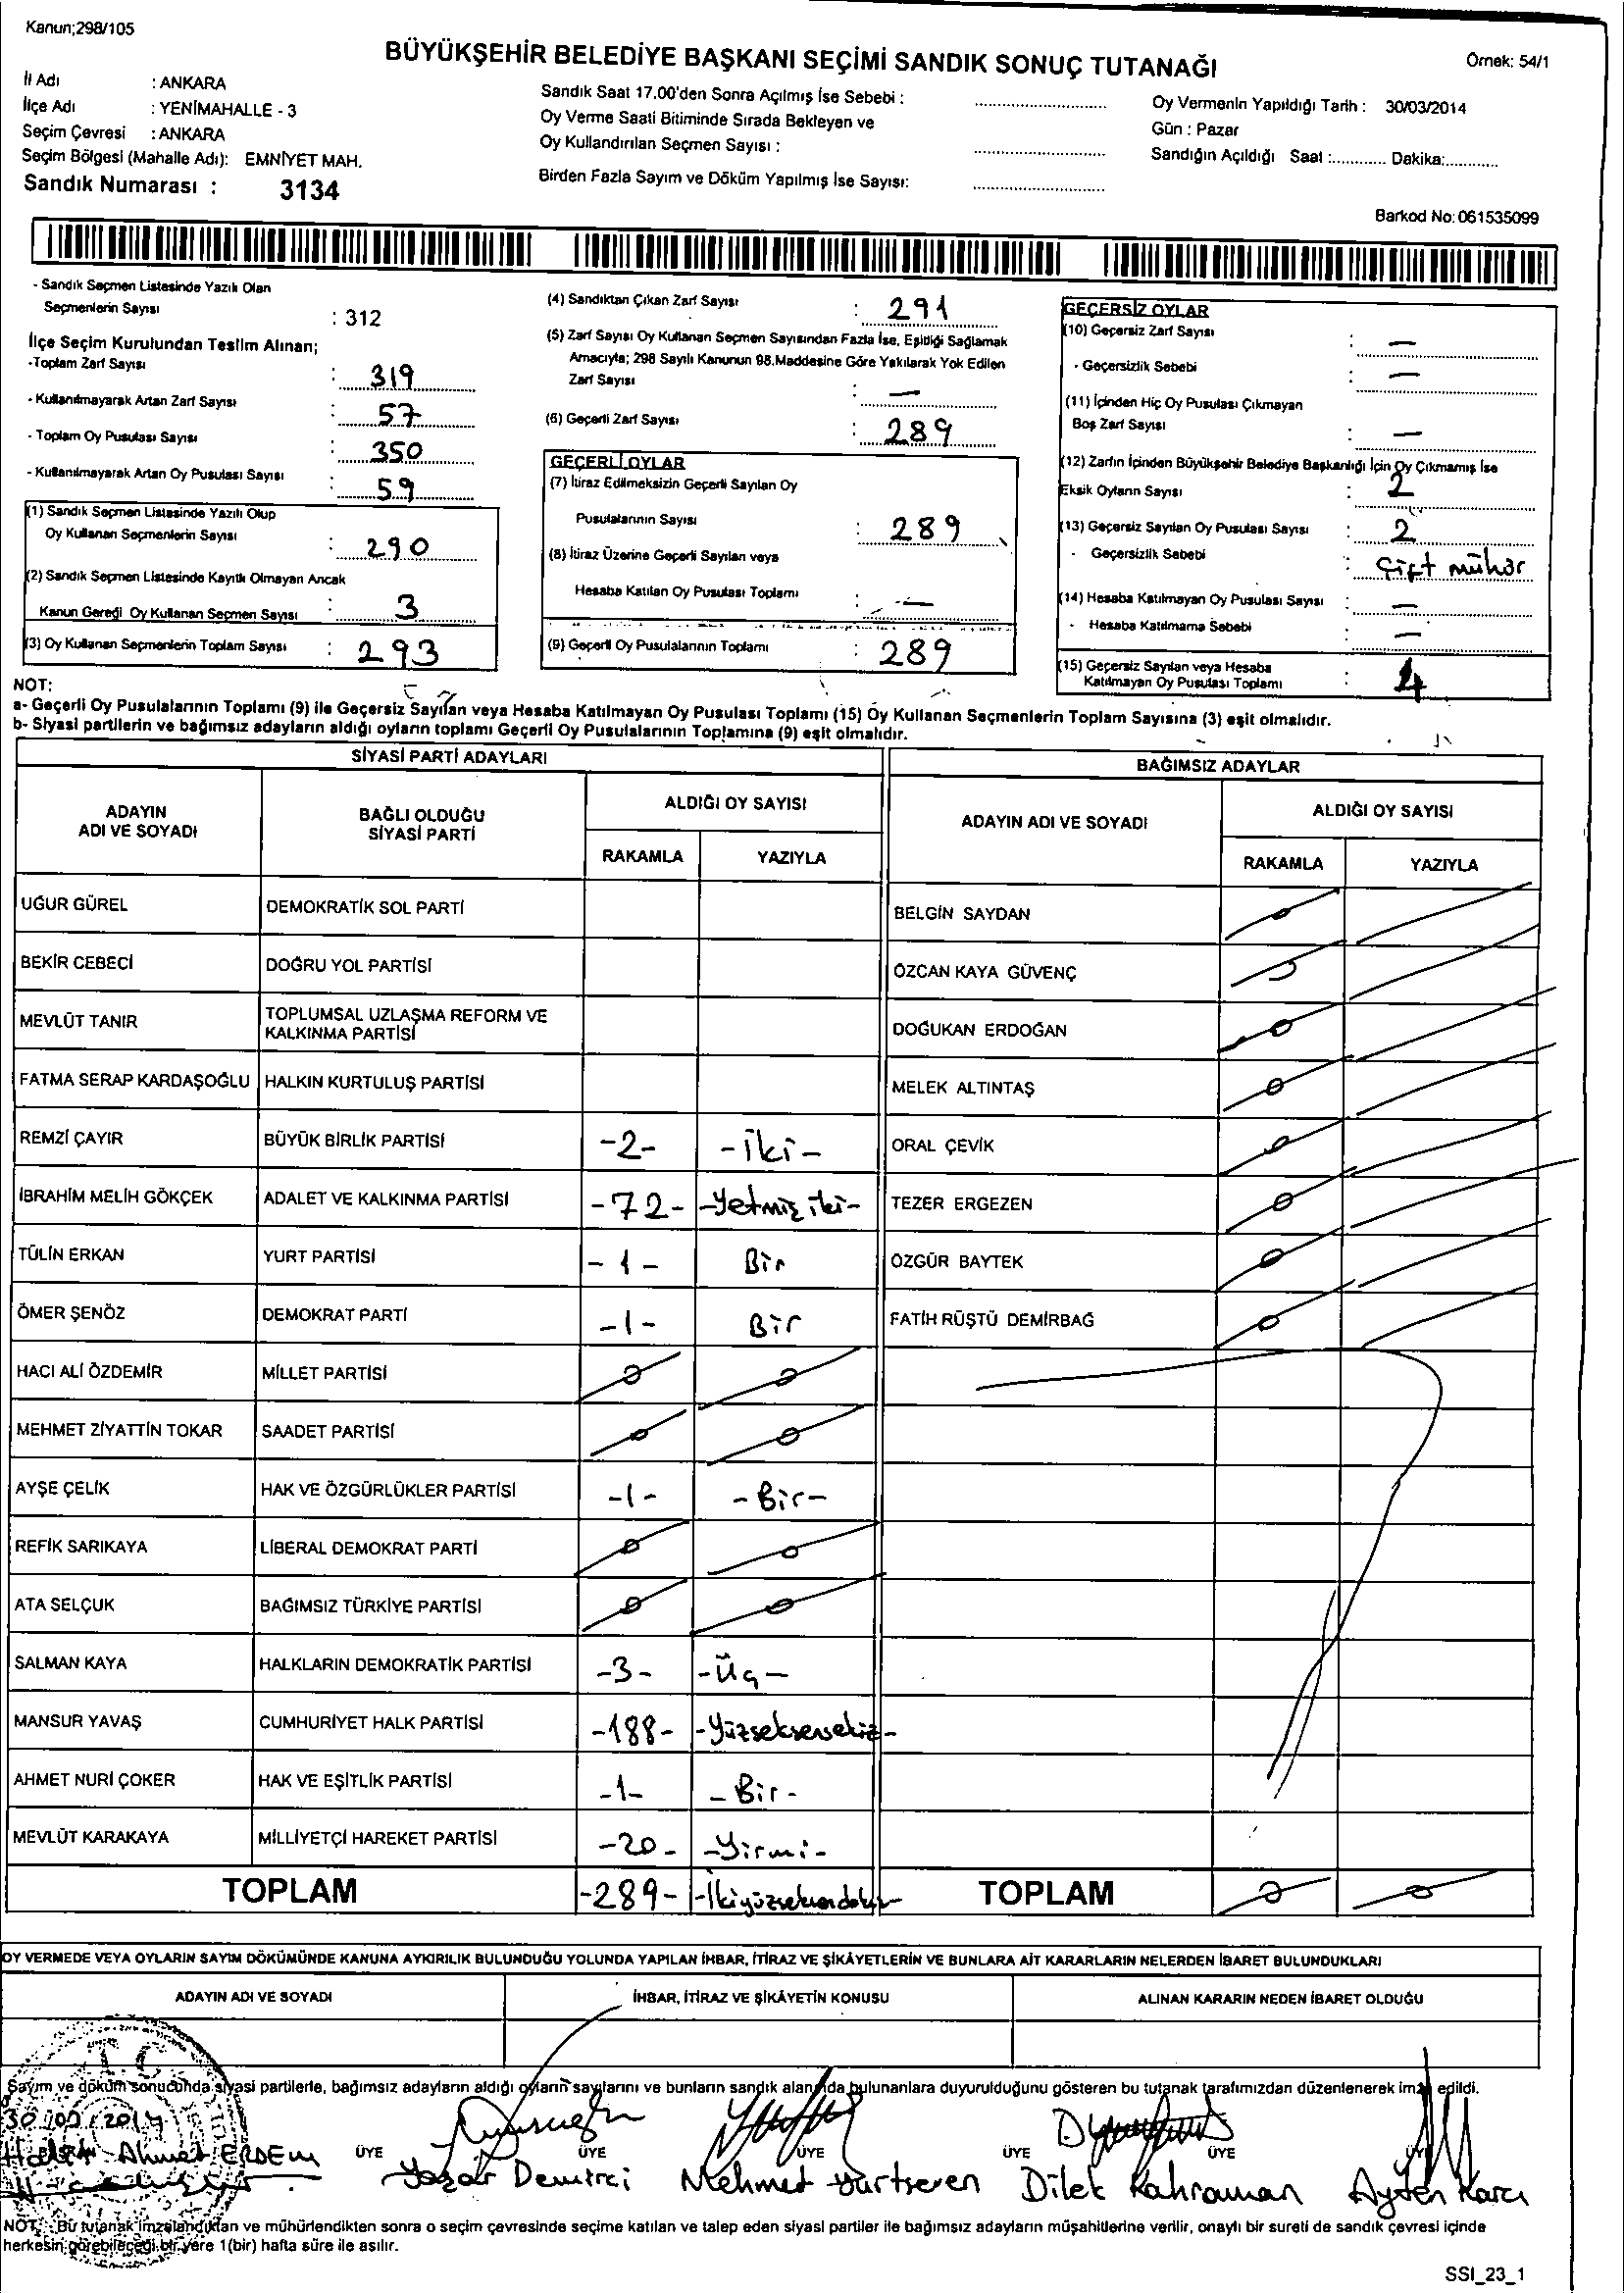 Kanun;298/105
BÜYÜKŞEHİR BELEDİYE BAŞKANI SEÇİMİ SANDIK SONUÇ TUTANAĞI
Örnek: 54/1
İl Adı : ANKARA
İlçe Adı : YENİMAHALLE - 3
Seçim Çevresi : ANKARA
Seçim Bölgesi (Mahalle Adı): EMNİYET MAH.
Sandık Numarası : 3134
Sandık Saat 17.00'den Sonra Açılmış İse Sebebi :
Oy Verme Saati Bitiminde Sırada Bekleyen ve
Oy Kullandırılan Seçmen Sayısı :
Birden Fazla Sayım ve Döküm Yapılmış İse Sayısı:
Oy Vermenin Yapıldığı Tarih : 30/03/2014
Gün : Pazar
Sandığın Açıldığı Saat :............ Dakika:............
Barkod No: 061535099
- Sandık Seçmen Listesinde Yazılı Olan
Seçmenlerin Sayısı : 312
İlçe Seçim Kurulundan Teslim Alınan;
-Toplam Zarf Sayısı : 319
- Kullanılmayarak Artan Zarf Sayısı : 57
- Toplam Oy Pusulası Sayısı : 350
- Kullanılmayarak Artan Oy Pusulası Sayısı : 59
(1) Sandık Seçmen Listesinde Yazılı Olup
Oy Kullanan Seçmenlerin Sayısı : 290
(2) Sandık Seçmen Listesinde Kayıtlı Olmayan Ancak
Kanun Gereği Oy Kullanan Seçmen Sayısı : 3
(3) Oy Kullanan Seçmenlerin Toplam Sayısı : 293
(4) Sandıktan Çıkan Zarf Sayısı : 291
(5) Zarf Sayısı Oy Kullanan Seçmen Sayısından Fazla İse, Eşitliği Sağlamak
Amacıyla; 298 Sayılı Kanunun 98.Maddesine Göre Yakılarak Yok Edilen
Zarf Sayısı : —
(6) Geçerli Zarf Sayısı : 289
GEÇERLİ OYLAR
(7) İtiraz Edilmeksizin Geçerli Sayılan Oy
Pusulalarının Sayısı : 289
(8) İtiraz Üzerine Geçerli Sayılan veya
Hesaba Katılan Oy Pusulası Toplamı : —
(9) Geçerli Oy Pusulalarının Toplamı : 289
GEÇERSİZ OYLAR
(10) Geçersiz Zarf Sayısı : —
- Geçersizlik Sebebi : —
(11) İçinden Hiç Oy Pusulası Çıkmayan
Boş Zarf Sayısı : —
(12) Zarfın İçinden Büyükşehir Belediye Başkanlığı İçin Oy Çıkmamış İse
Eksik Oyların Sayısı : 2
(13) Geçersiz Sayılan Oy Pusulası Sayısı : 2
- Geçersizlik Sebebi : Çift mühür
(14) Hesaba Katılmayan Oy Pusulası Sayısı : —
- Hesaba Katılmama Sebebi : —
(15) Geçersiz Sayılan veya Hesaba
Katılmayan Oy Pusulası Toplamı : 4
NOT:
a- Geçerli Oy Pusulalarının Toplamı (9) ile Geçersiz Sayılan veya Hesaba Katılmayan Oy Pusulası Toplamı (15) Oy Kullanan Seçmenlerin Toplam Sayısına (3) eşit olmalıdır.
b- Siyasi partilerin ve bağımsız adayların aldığı oyların toplamı Geçerli Oy Pusulalarının Toplamına (9) eşit olmalıdır.
SİYASİ PARTİ ADAYLARI
ADAYIN ADI VE SOYADI
BAĞLI OLDUĞU SİYASİ PARTİ
ALDIĞI OY SAYISI
RAKAMLA YAZIYLA
UĞUR GÜREL DEMOKRATİK SOL PARTİ
BEKİR CEBECİ DOĞRU YOL PARTİSİ
MEVLÜT TANIR TOPLUMSAL UZLAŞMA REFORM VE KALKINMA PARTİSİ
FATMA SERAP KARDAŞOĞLU HALKIN KURTULUŞ PARTİSİ
REMZİ ÇAYIR BÜYÜK BİRLİK PARTİSİ -2- -İki-
İBRAHİM MELİH GÖKÇEK ADALET VE KALKINMA PARTİSİ -72- -Yetmiş iki-
TÜLİN ERKAN YURT PARTİSİ -1- Bir
ÖMER ŞENÖZ DEMOKRAT PARTİ -1- Bir
HACI ALİ ÖZDEMİR MİLLET PARTİSİ 0 0
MEHMET ZİYATTİN TOKAR SAADET PARTİSİ 0 0
AYŞE ÇELİK HAK VE ÖZGÜRLÜKLER PARTİSİ -1- -Bir-
REFİK SARIKAYA LİBERAL DEMOKRAT PARTİ 0 0
ATA SELÇUK BAĞIMSIZ TÜRKİYE PARTİSİ 0 0
SALMAN KAYA HALKLARIN DEMOKRATİK PARTİSİ -3- -Üç-
MANSUR YAVAŞ CUMHURİYET HALK PARTİSİ -188- -Yüzseksensekiz-
AHMET NURİ ÇOKER HAK VE EŞİTLİK PARTİSİ -1- -Bir-
MEVLÜT KARAKAYA MİLLİYETÇİ HAREKET PARTİSİ -20- -Yirmi-
TOPLAM -289- -İkiyüzseksendokuz-
BAĞIMSIZ ADAYLAR
ADAYIN ADI VE SOYADI
ALDIĞI OY SAYISI
RAKAMLA YAZIYLA
BELGİN SAYDAN 0
ÖZCAN KAYA GÜVENÇ 0
DOĞUKAN ERDOĞAN 0
MELEK ALTINTAŞ 0
ORAL ÇEVİK 0
TEZER ERGEZEN 0
ÖZGÜR BAYTEK 0
FATİH RÜŞTÜ DEMİRBAĞ 0
TOPLAM 0 0
OY VERMEDE VEYA OYLARIN SAYIM DÖKÜMÜNDE KANUNA AYKIRILIK BULUNDUĞU YOLUNDA YAPILAN İHBAR, İTİRAZ VE ŞİKÂYETLERİN VE BUNLARA AİT KARARLARIN NELERDEN İBARET BULUNDUKLARI
ADAYIN ADI VE SOYADI İHBAR, İTİRAZ VE ŞİKÂYETİN KONUSU ALINAN KARARIN NEDEN İBARET OLDUĞU
T.C.
Sayım ve döküm sonucunda siyasi partilerle, bağımsız adayların aldığı oyların sayılarını ve bunların sandık alanında bulunanlara duyurulduğunu gösteren bu tutanak tarafımızdan düzenlenerek imza edildi.
30/03/2014
ÜYE ÜYE ÜYE ÜYE ÜYE
Ahmet ERDEM Yaşar Demirci Mehmet Yurtseven Dilek Kahraman Ayten Karcı
NOT: Bu tutanak imzalandıktan ve mühürlendikten sonra o seçim çevresinde seçime katılan ve talep eden siyasi partiler ile bağımsız adayların müşahitlerine verilir, onaylı bir sureti de sandık çevresi içinde
herkesin görebileceği bir yere 1(bir) hafta süre ile asılır.
SSI_23_1